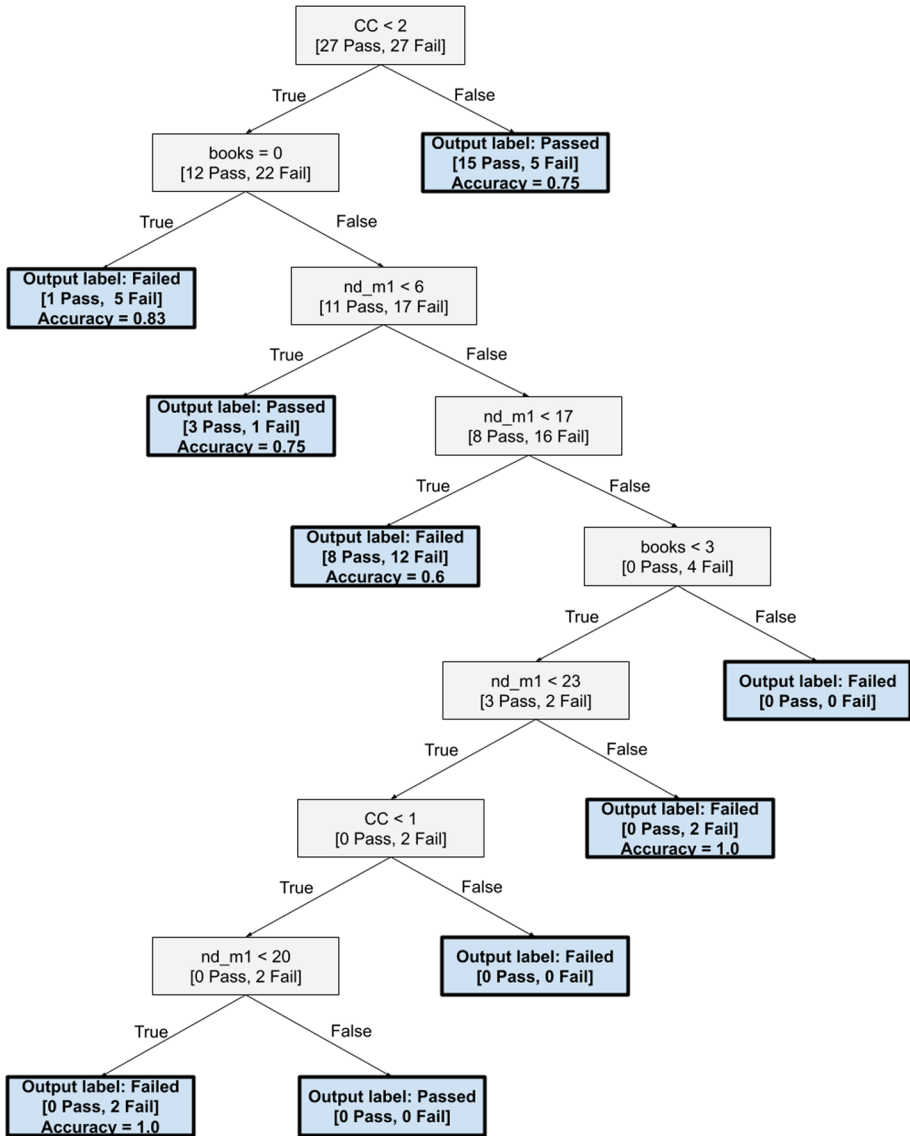 CC < 2
[27 Pass, 27 Fail]
True
False
books = 0
[12 Pass, 22 Fail]
Output label: Passed
[15 Pass, 5 Fail]
Accuracy = 0.75
True
False
Output label: Failed
[1 Pass,  5 Fail]
Accuracy = 0.83
nd_m1 < 6
[11 Pass, 17 Fail]
True
False
Output label: Passed
[3 Pass, 1 Fail]
Accuracy = 0.75
nd_m1 < 17
[8 Pass, 16 Fail]
True
False
Output label: Failed
[8 Pass, 12 Fail]
Accuracy = 0.6
books < 3
[0 Pass, 4 Fail]
True
False
nd_m1 < 23
[3 Pass, 2 Fail]
Output label: Failed
[0 Pass, 0 Fail]
True
False
CC < 1
[0 Pass, 2 Fail]
Output label: Failed
[0 Pass, 2 Fail]
Accuracy = 1.0
True
False
nd_m1 < 20
[0 Pass, 2 Fail]
Output label: Failed
[0 Pass, 0 Fail]
True
False
Output label: Failed
[0 Pass, 2 Fail]
Accuracy = 1.0
Output label: Passed
[0 Pass, 0 Fail]